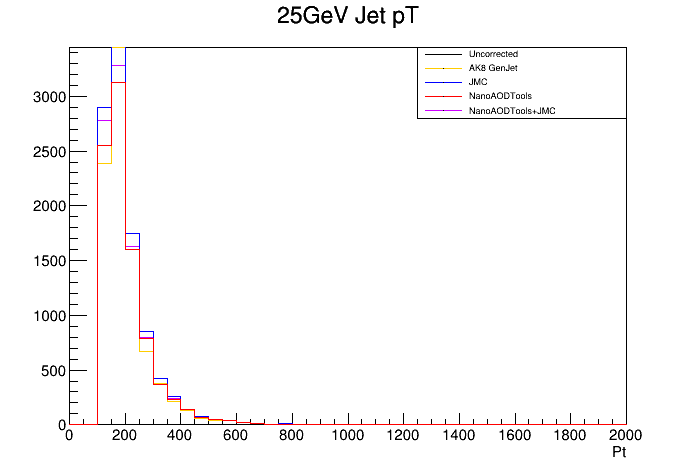 25GeV Jet pT
Uncorrected
AK8 GenJet
JMC
NanoAODTools
NanoAODTools+JMC
3000
2500
2000
1500
1000
500
0
0 200 400 600 800 1000 1200 1400 1600 1800 2000
Pt